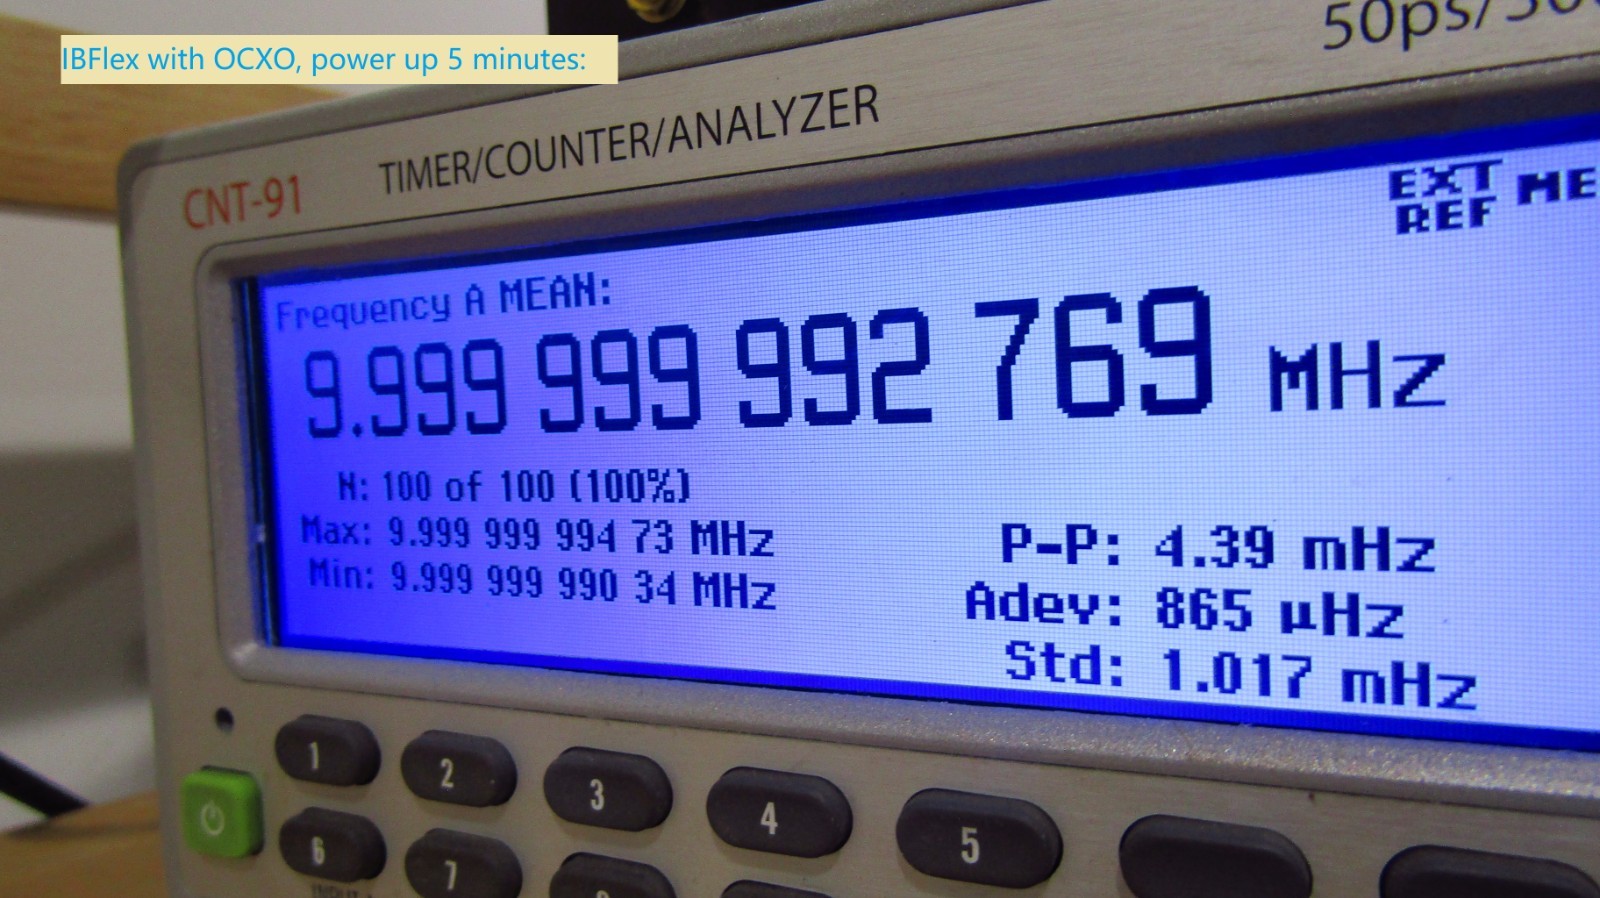 IBFlex with OCXO, power up 5 minutes:
TIMER/COUNTER/ANALYZER
CNT-91
EXT REF
Frequency A MEAN:
9.999 999 992 769 MHz
N: 100 of 100 (100%)
Max: 9.999 999 994 73 MHz
Min: 9.999 999 990 34 MHz
P-P: 4.39 mHz
Adev: 865 µHz
Std: 1.017 mHz
1 2 3 4 5
6 7